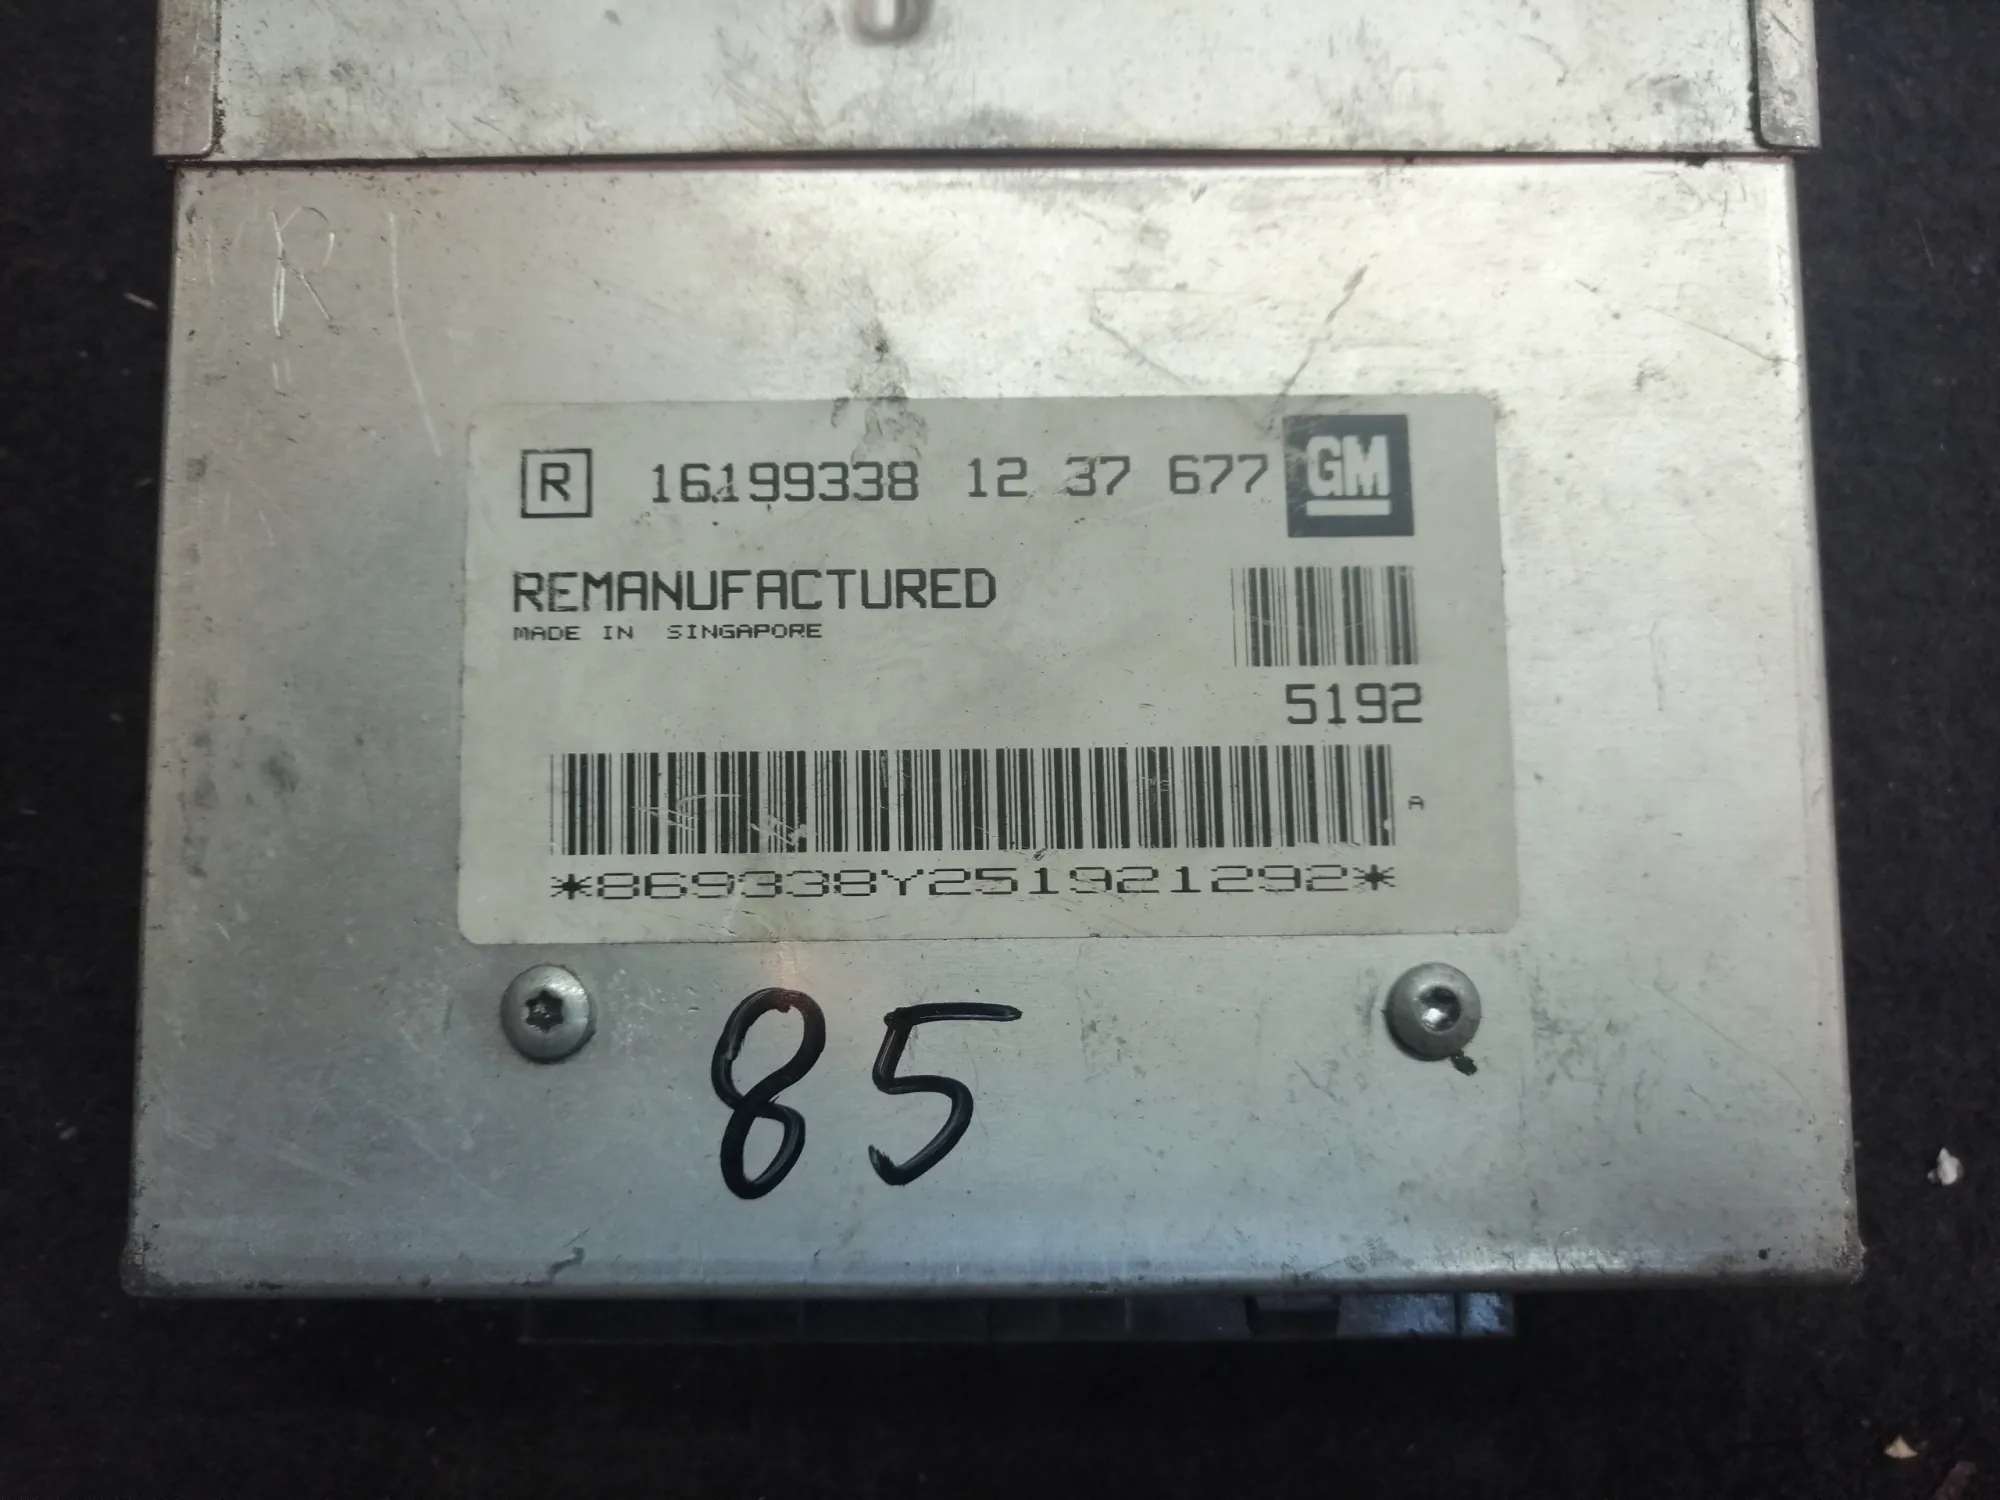 R 16199338 12 37 677 GM
REMANUFACTURED
MADE IN SINGAPORE
5192
A
*869338Y251921292*
85